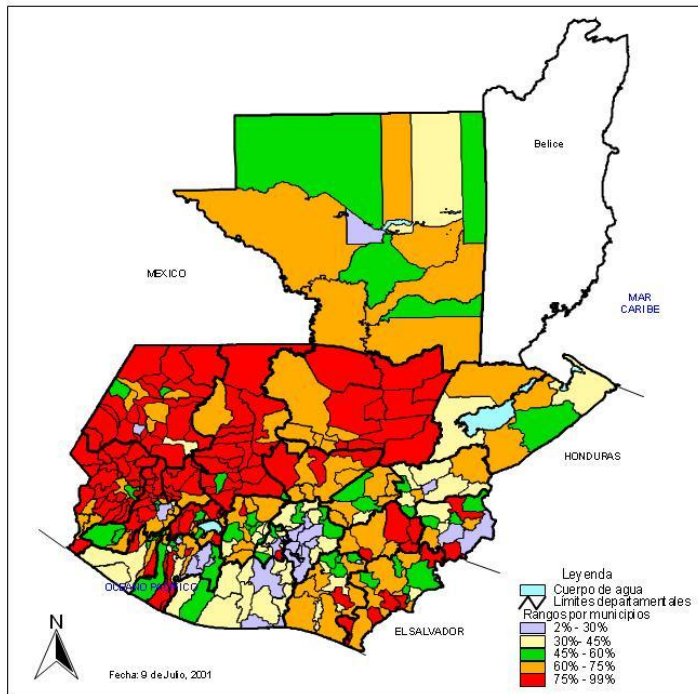 Belice
MEXICO
MAR
CARIBE
HONDURAS
OCEANO PACIFICO
EL SALVADOR
N
Fecha: 9 de Julio, 2001
Leyenda
Cuerpo de agua
Límites departamentales
Rangos por municipios
2% - 30%
30% - 45%
45% - 60%
60% - 75%
75% - 99%